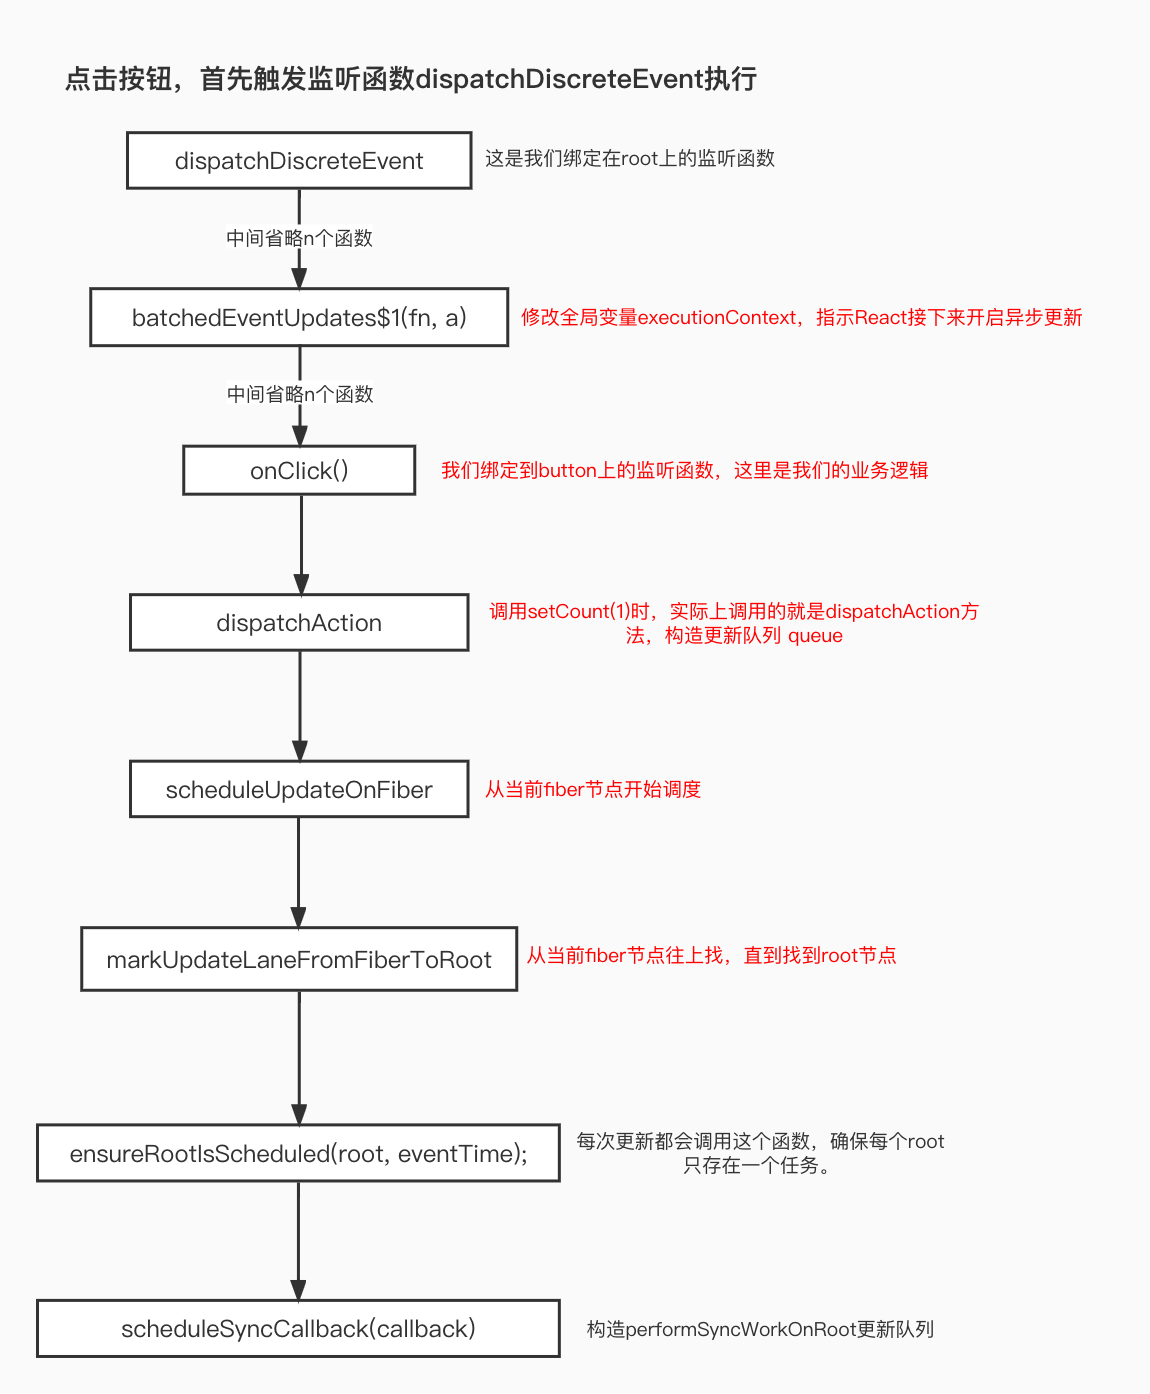 点击按钮，首先触发监听函数dispatchDiscreteEvent执行
dispatchDiscreteEvent
这是我们绑定在root上的监听函数
中间省略n个函数
batchedEventUpdates$1(fn, a)
修改全局变量executionContext，指示React接下来开启异步更新
中间省略n个函数
onClick()
我们绑定到button上的监听函数，这里是我们的业务逻辑
dispatchAction
调用setCount(1)时，实际上调用的就是dispatchAction方
法，构造更新队列 queue
scheduleUpdateOnFiber
从当前fiber节点开始调度
markUpdateLaneFromFiberToRoot
从当前fiber节点往上找，直到找到root节点
ensureRootIsScheduled(root, eventTime);
每次更新都会调用这个函数，确保每个root
只存在一个任务。
scheduleSyncCallback(callback)
构造performSyncWorkOnRoot更新队列